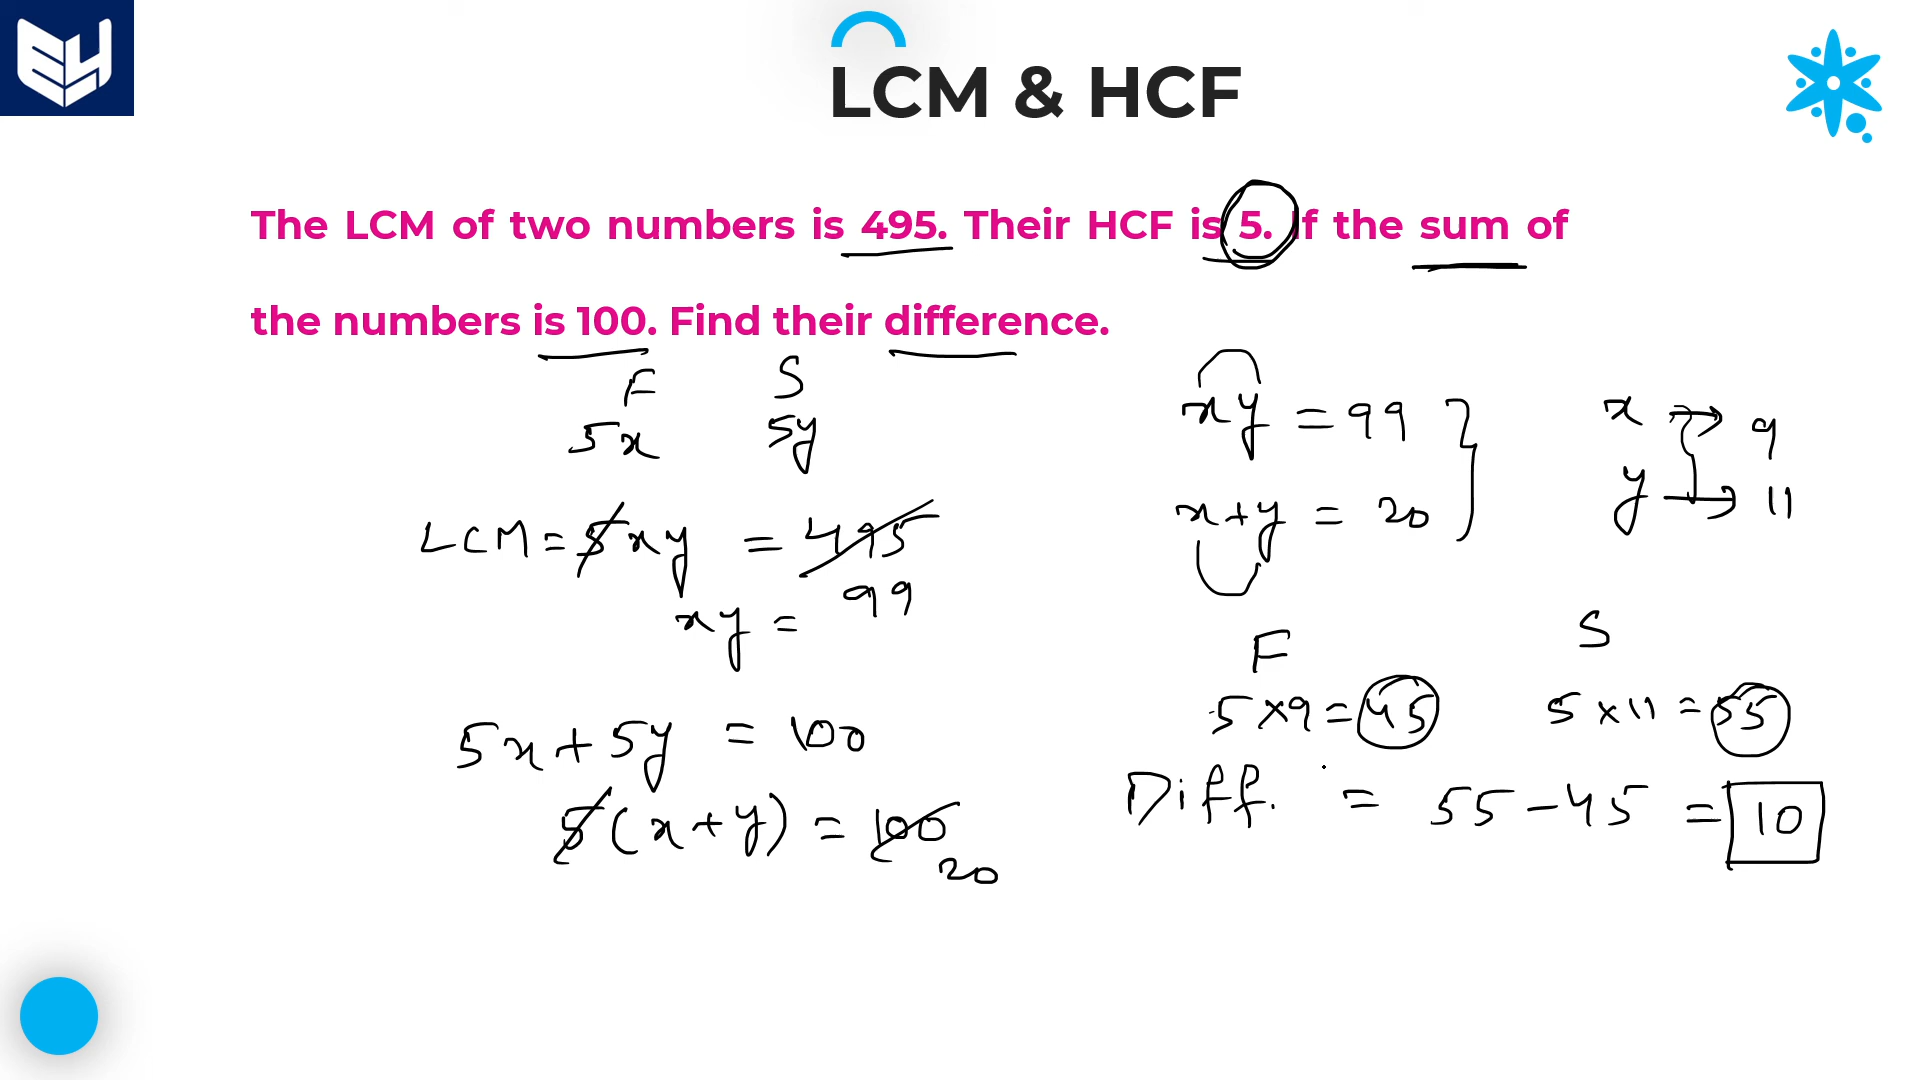 LCM & HCF
The LCM of two numbers is 495. Their HCF is 5. If the sum of
the numbers is 100. Find their difference.
F S
5x 5y
LCM = 5xy = 495
99
xy =
5x + 5y = 100
5(x+y) = 100
20
xy = 99
x+y = 20
x → 9
y → 11
F S
5×9 = 45 5×11 = 55
Diff. = 55 - 45 = 10